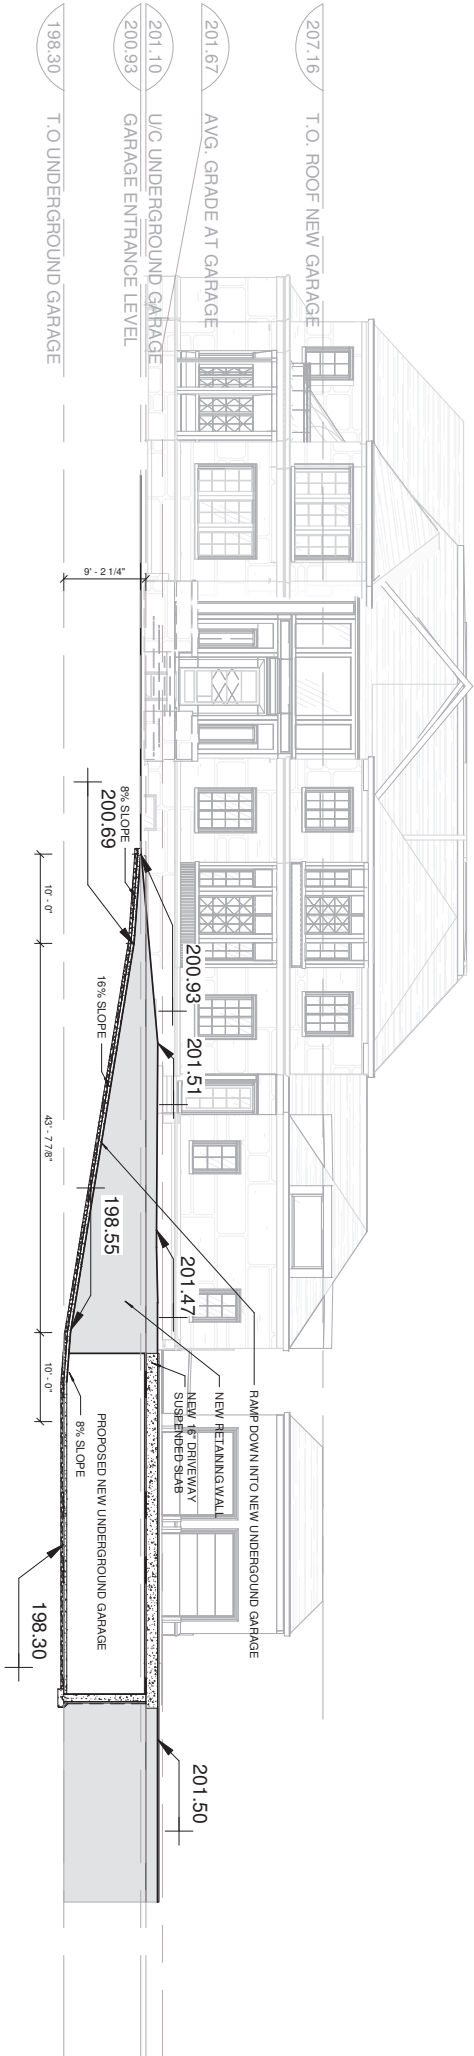 207.16
T.O. ROOF NEW GARAGE
201.67
AVG. GRADE AT GARAGE
201.10
U/C UNDERGROUND GARAGE
200.93
GARAGE ENTRANCE LEVEL
198.30
T.O UNDERGROUND GARAGE
9' - 2 1/4"
200.93
201.51
201.47
201.50
8% SLOPE
200.69
16% SLOPE
198.55
RAMP DOWN INTO NEW UNDERGOUND GARAGE
NEW RETAINING WALL
NEW 16" DRIVEWAY
SUSPENDED SLAB
PROPOSED NEW UNDERGROUND GARAGE
8% SLOPE
198.30
10' - 0"
43' - 7 7/8"
10' - 0"